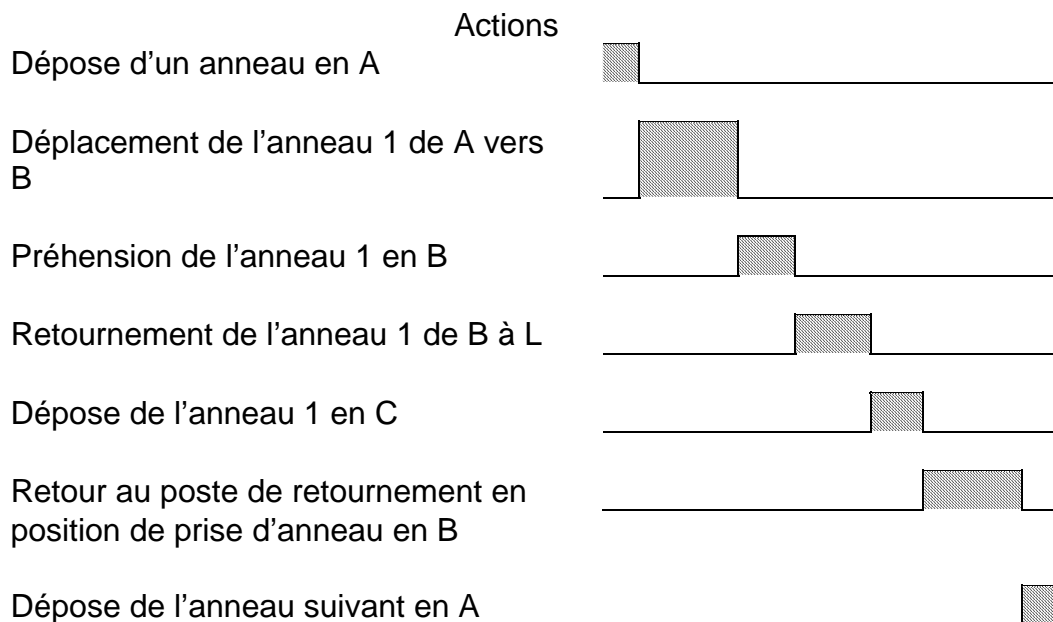 Actions
Dépose d’un anneau en A
Déplacement de l’anneau 1 de A vers
B
Préhension de l’anneau 1 en B
Retournement de l’anneau 1 de B à L
Dépose de l’anneau 1 en C
Retour au poste de retournement en
position de prise d’anneau en B
Dépose de l’anneau suivant en A